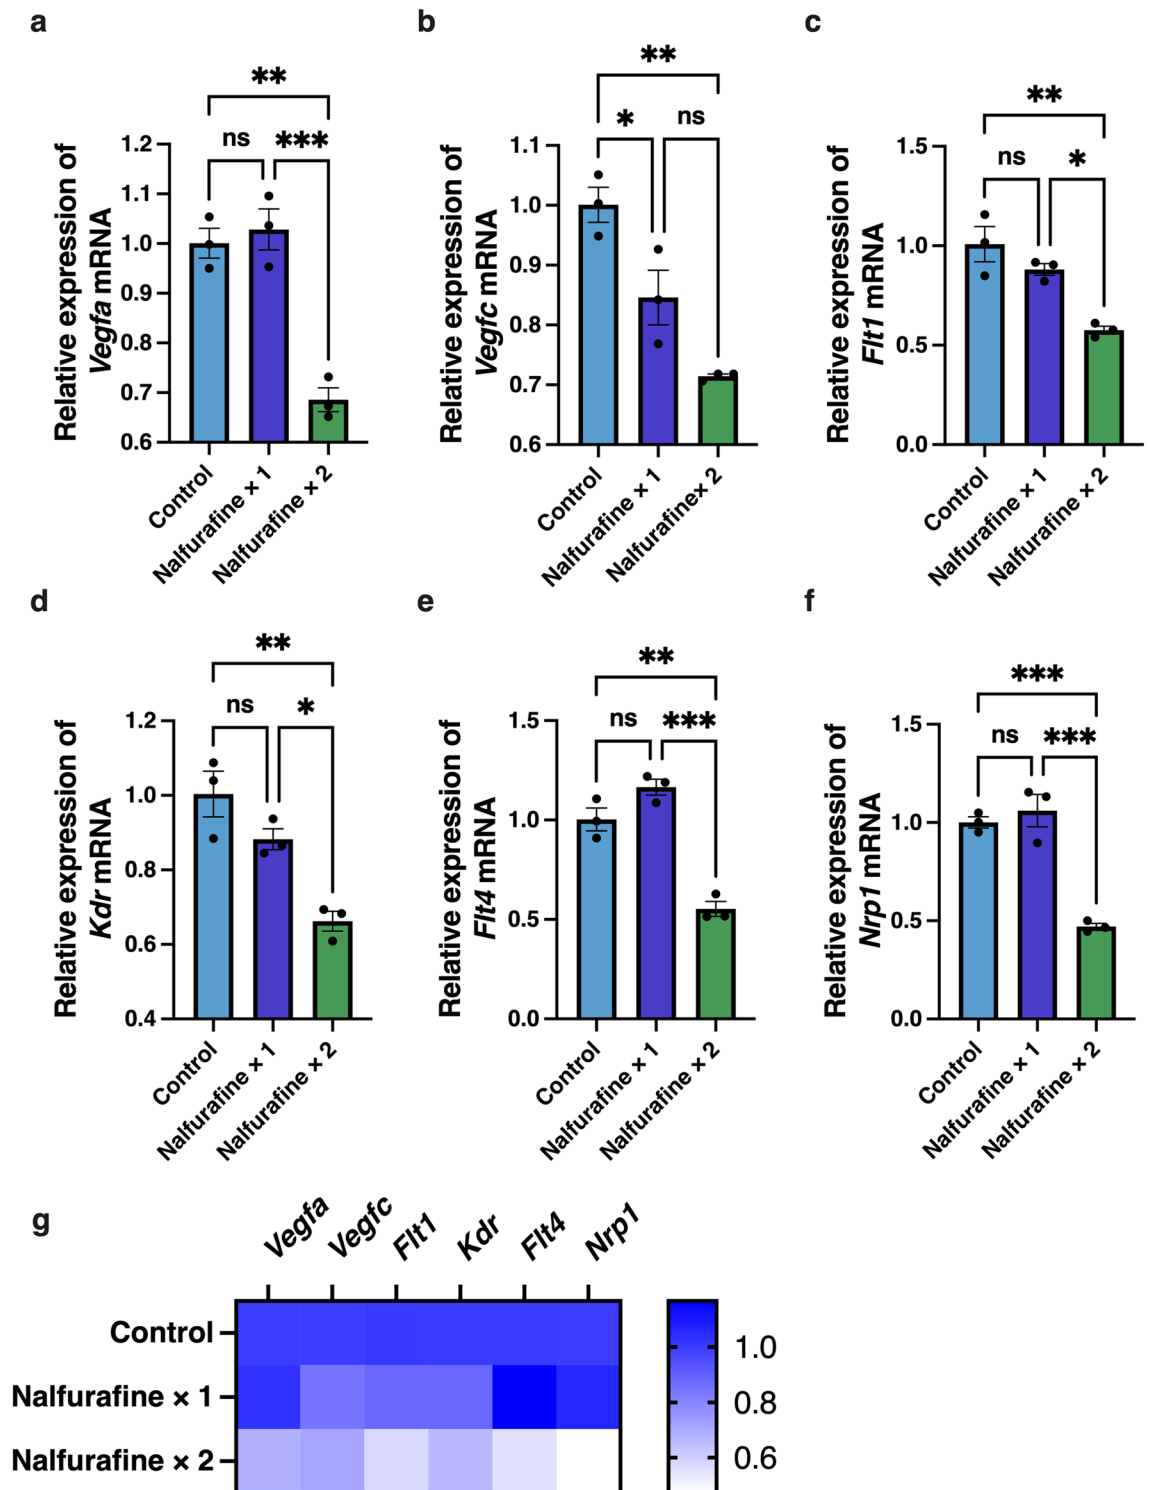 a
**
ns
***
Relative expression of
Vegfa mRNA
1.2
1.1
1.0
0.9
0.8
0.7
0.6
Control
Nalfurafine × 1
Nalfurafine × 2
b
**
*
ns
Relative expression of
Vegfc mRNA
1.1
1.0
0.9
0.8
0.7
0.6
Control
Nalfurafine × 1
Nalfurafine× 2
c
**
ns
*
Relative expression of
Flt1 mRNA
1.5
1.0
0.5
0.0
Control
Nalfurafine × 1
Nalfurafine × 2
d
**
ns
*
Relative expression of
Kdr mRNA
1.2
1.0
0.8
0.6
0.4
Control
Nalfurafine × 1
Nalfurafine × 2
e
**
ns
***
Relative expression of
Flt4 mRNA
1.5
1.0
0.5
0.0
Control
Nalfurafine × 1
Nalfurafine × 2
f
***
ns
***
Relative expression of
Nrp1 mRNA
1.5
1.0
0.5
0.0
Control
Nalfurafine × 1
Nalfurafine × 2
g
Vegfa Vegfc Flt1 Kdr Flt4 Nrp1
Control
Nalfurafine × 1
Nalfurafine × 2
1.0
0.8
0.6